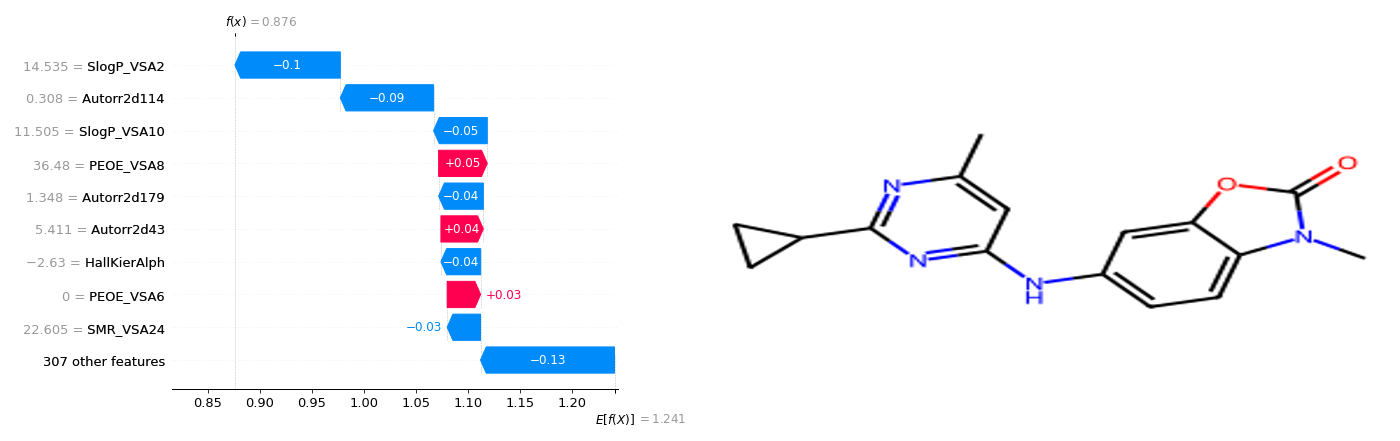 f(x) = 0.876
14.535 = SlogP_VSA2
−0.1
0.308 = Autorr2d114
−0.09
11.505 = SlogP_VSA10
−0.05
36.48 = PEOE_VSA8
+0.05
1.348 = Autorr2d179
−0.04
5.411 = Autorr2d43
+0.04
−2.63 = HallKierAlph
−0.04
0 = PEOE_VSA6
+0.03
22.605 = SMR_VSA24
−0.03
307 other features
−0.13
0.85 0.90 0.95 1.00 1.05 1.10 1.15 1.20
E[f(X)] = 1.241
O
O
N
N
N
N
H